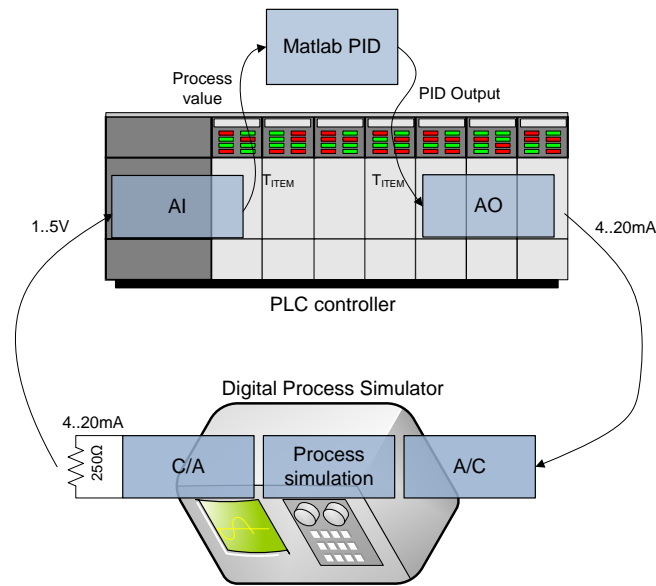 Matlab PID
Process
value
PID Output
T_ITEM
T_ITEM
AI
AO
1..5V
4..20mA
PLC controller
Digital Process Simulator
4..20mA
250Ω
C/A
Process
simulation
A/C